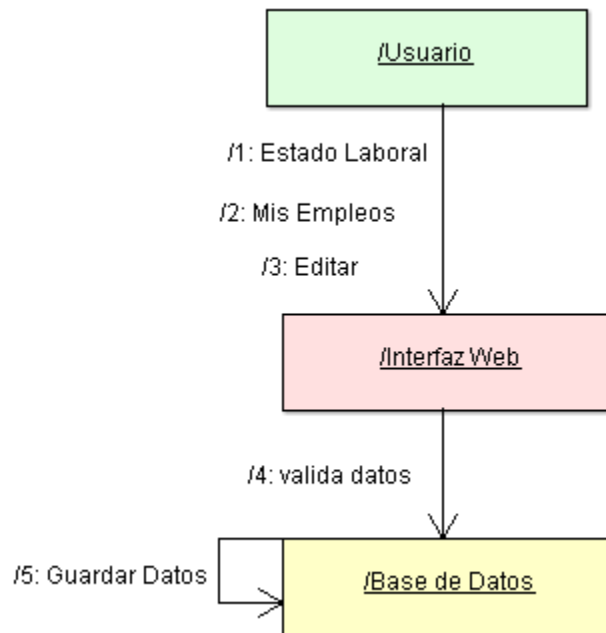 /Usuario
/1: Estado Laboral
/2: Mis Empleos
/3: Editar
/Interfaz Web
/4: valida datos
/5: Guardar Datos
/Base de Datos